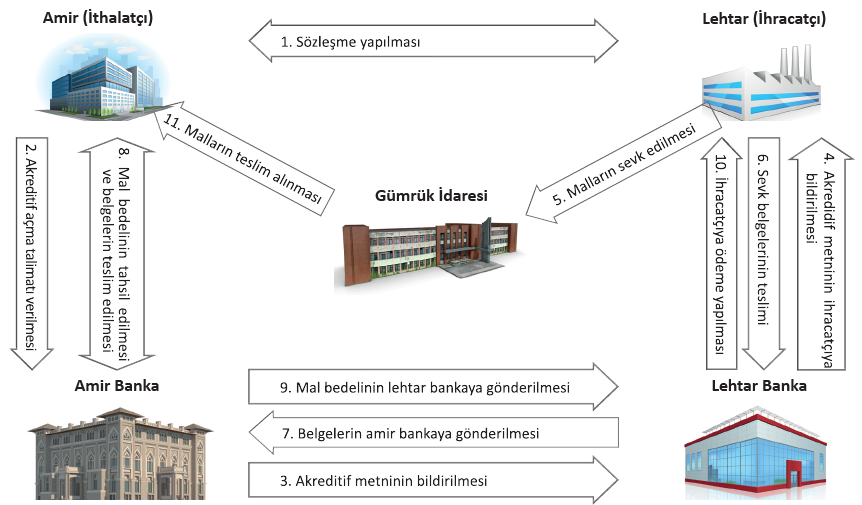 Amir (İthalatçı)
Lehtar (İhracatçı)
1. Sözleşme yapılması
11. Malların teslim alınması
5. Malların sevk edilmesi
Gümrük İdaresi
2. Akreditif açma talimatı verilmesi
8. Mal bedelinin tahsil edilmesi
ve belgelerin teslim edilmesi
10. İhracatçıya ödeme yapılması
6. Sevk belgelerinin teslimi
4. Akredidif metninin ihracatçıya
bildirilmesi
Amir Banka
Lehtar Banka
9. Mal bedelinin lehtar bankaya gönderilmesi
7. Belgelerin amir bankaya gönderilmesi
3. Akreditif metninin bildirilmesi